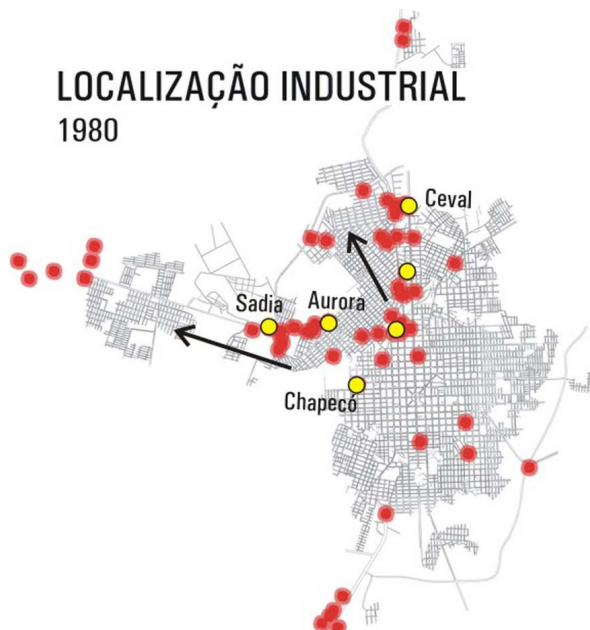 LOCALIZAÇÃO INDUSTRIAL
1980
Ceval
Sadia
Aurora
Chapecó